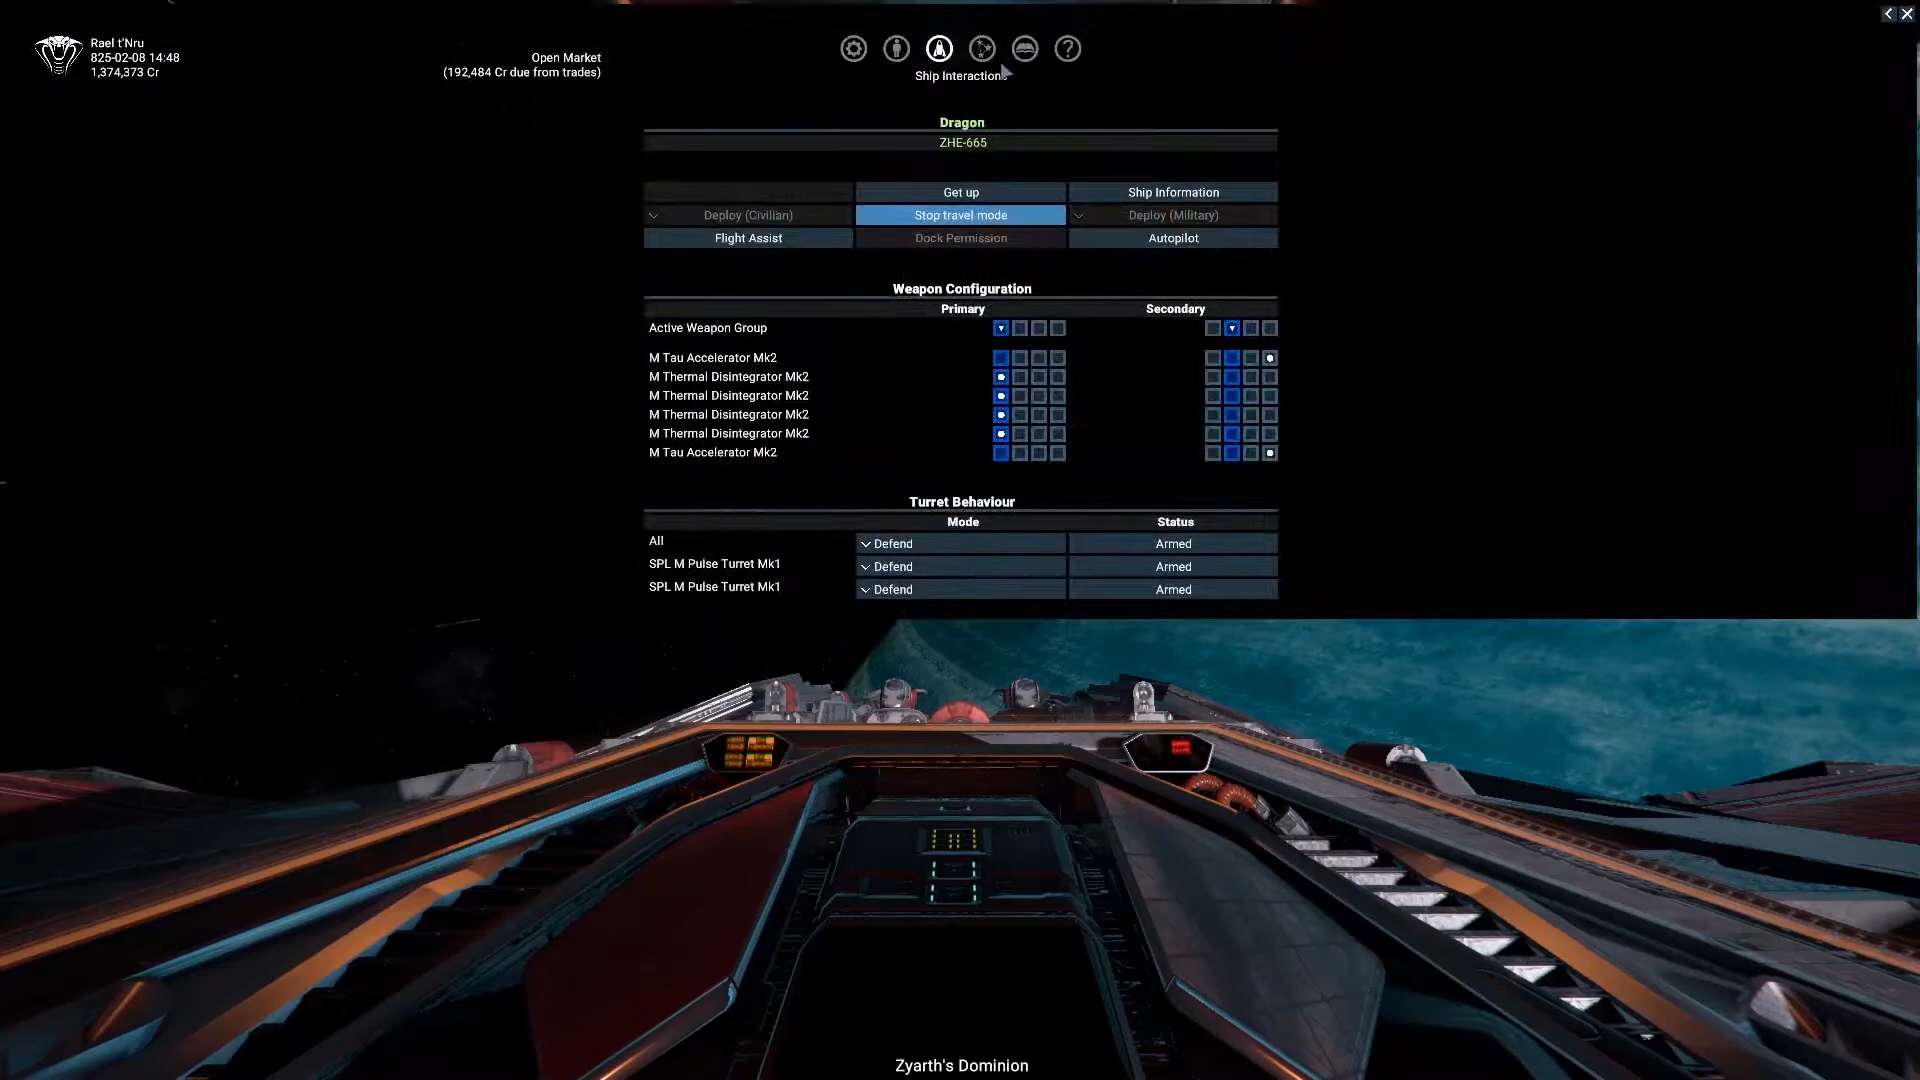 Rael t'Nru
825-02-08 14:48
1,374,373 Cr
Open Market
(192,484 Cr due from trades)
Ship Interactions
Dragon
ZHE-665
Get up
Ship Information
Deploy (Civilian)
Stop travel mode
Deploy (Military)
Flight Assist
Dock Permission
Autopilot
Weapon Configuration
Primary
Secondary
Active Weapon Group
M Tau Accelerator Mk2
M Thermal Disintegrator Mk2
M Thermal Disintegrator Mk2
M Thermal Disintegrator Mk2
M Thermal Disintegrator Mk2
M Tau Accelerator Mk2
Turret Behaviour
Mode
Status
All
Defend
Armed
SPL M Pulse Turret Mk1
Defend
Armed
SPL M Pulse Turret Mk1
Defend
Armed
Zyarth's Dominion